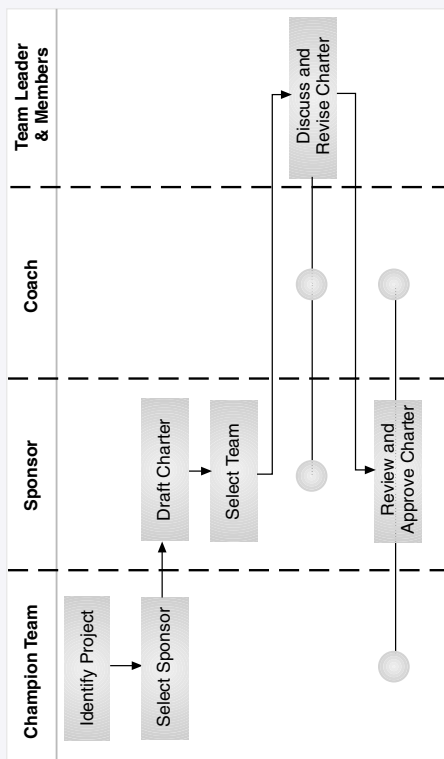 Champion Team
Sponsor
Coach
Team Leader
& Members
Identify Project
Select Sponsor
Draft Charter
Select Team
Discuss and
Revise Charter
Review and
Approve Charter